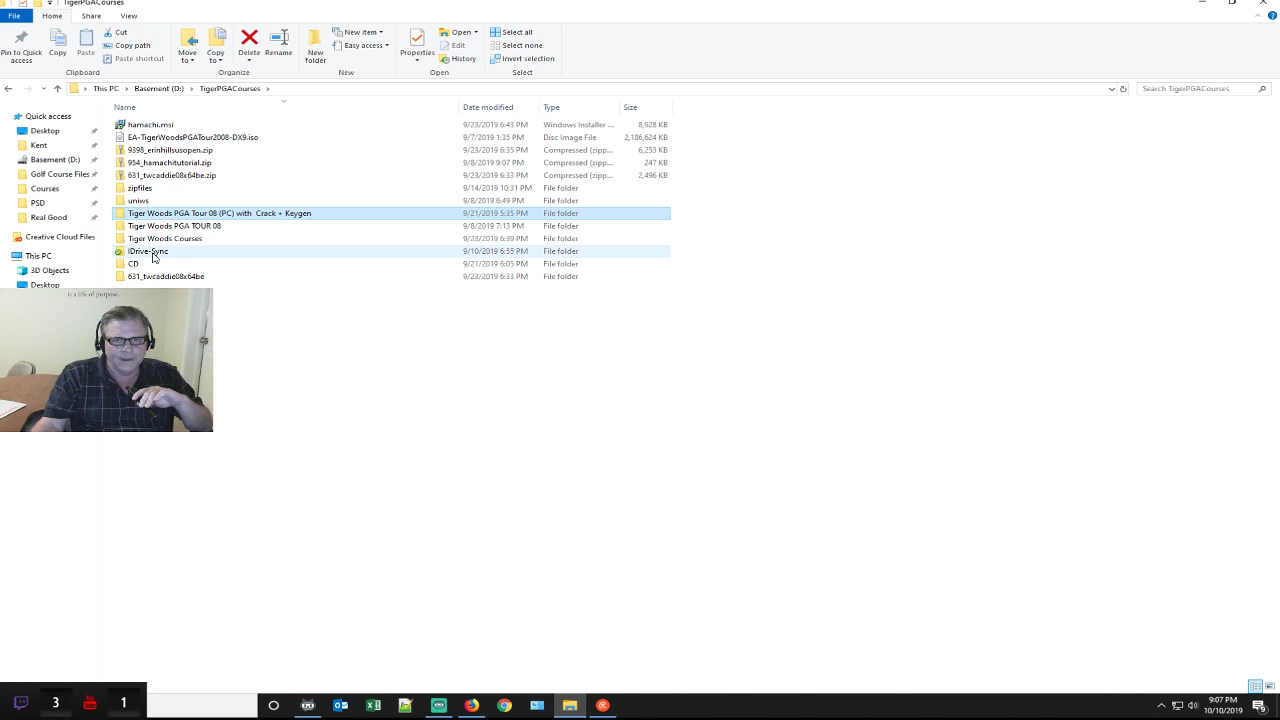 TigerPGACourses
File Home Share View
Pin to Quick access
Copy
Paste
Cut
Copy path
Paste shortcut
Clipboard
Move to
Copy to
Delete
Rename
Organize
New folder
New item
Easy access
New
Properties
Open
Edit
History
Open
Select all
Select none
Invert selection
Select
This PC Basement (D:) TigerPGACourses
Search TigerPGACourses
Name Date modified Type Size
hamachi.msi 9/23/2019 6:43 PM Windows Installer ... 8,928 KB
EA-TigerWoodsPGATour2008-DX9.iso 9/7/2019 1:35 PM Disc Image File 2,186,624 KB
9398_erinhillsusopen.zip 9/23/2019 6:35 PM Compressed (zipp... 6,253 KB
954_hamachitutorial.zip 9/8/2019 9:07 PM Compressed (zipp... 247 KB
631_twcaddie08x64be.zip 9/23/2019 6:33 PM Compressed (zipp... 2,496 KB
zipfiles 9/14/2019 10:31 PM File folder
uniws 9/8/2019 6:49 PM File folder
Tiger Woods PGA Tour 08 (PC) with Crack + Keygen 9/21/2019 5:35 PM File folder
Tiger Woods PGA TOUR 08 9/8/2019 7:13 PM File folder
Tiger Woods Courses 9/23/2019 6:39 PM File folder
IDrive-Sync 9/10/2019 6:55 PM File folder
CD 9/21/2019 6:05 PM File folder
631_twcaddie08x64be 9/23/2019 6:33 PM File folder
Quick access
Desktop
Kent
Basement (D:)
Golf Course Files
Courses
PSD
Real Good
Creative Cloud Files
This PC
3D Objects
Desktop
is a life of purpose.
3 1
9:07 PM
10/10/2019